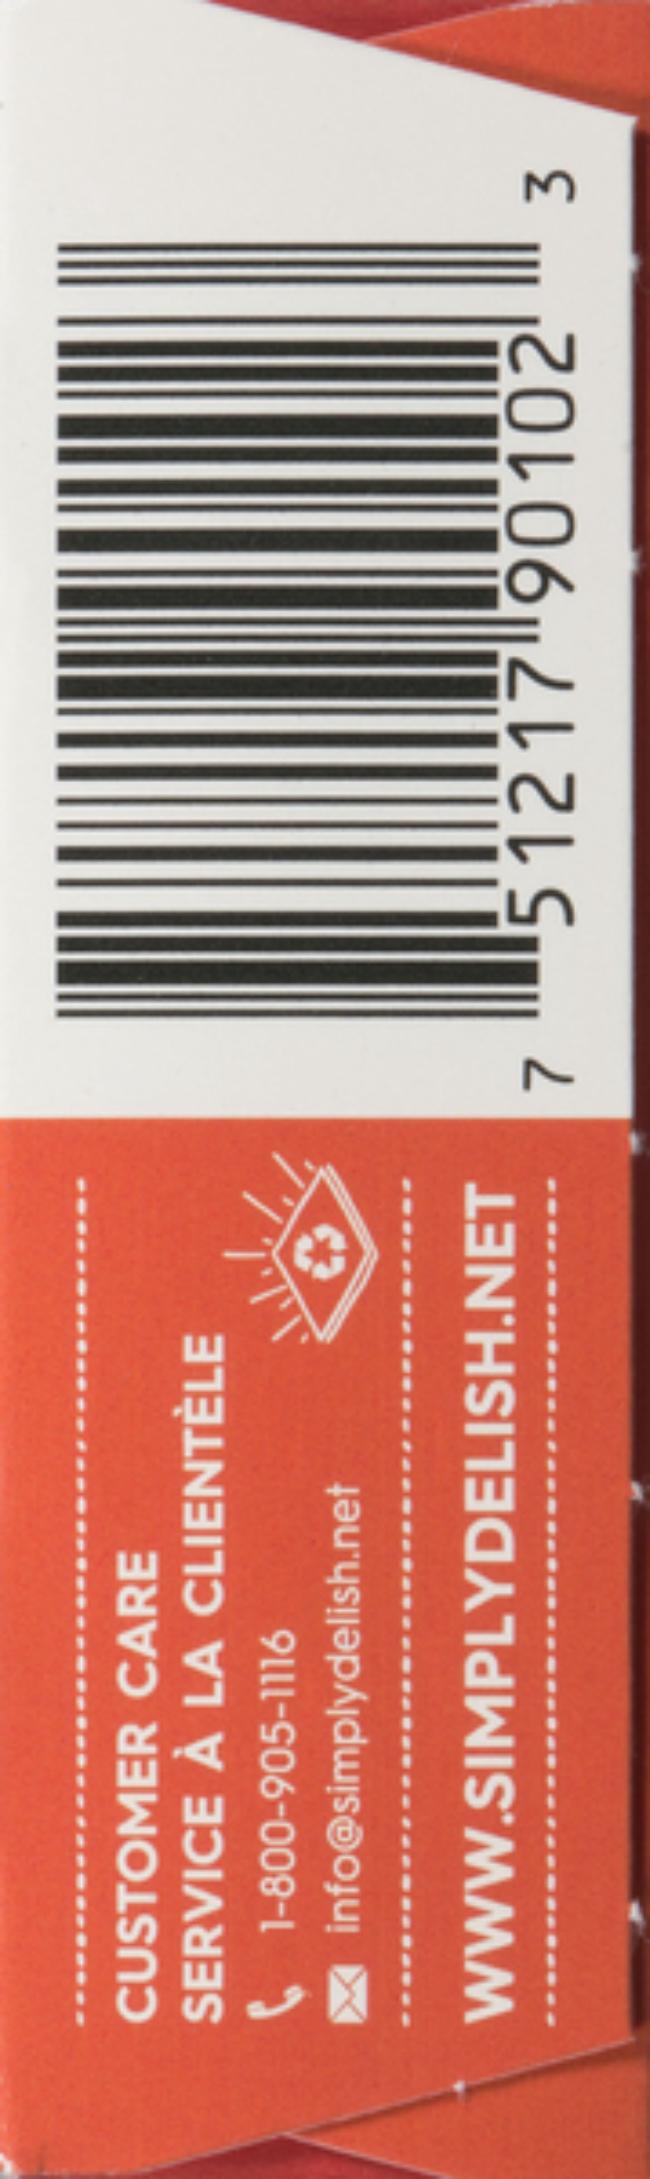 CUSTOMER CARE
SERVICE À LA CLIENTÈLE
1-800-905-1116
info@simplydelish.net
WWW.SIMPLYDELISH.NET
7 51217 90102 3